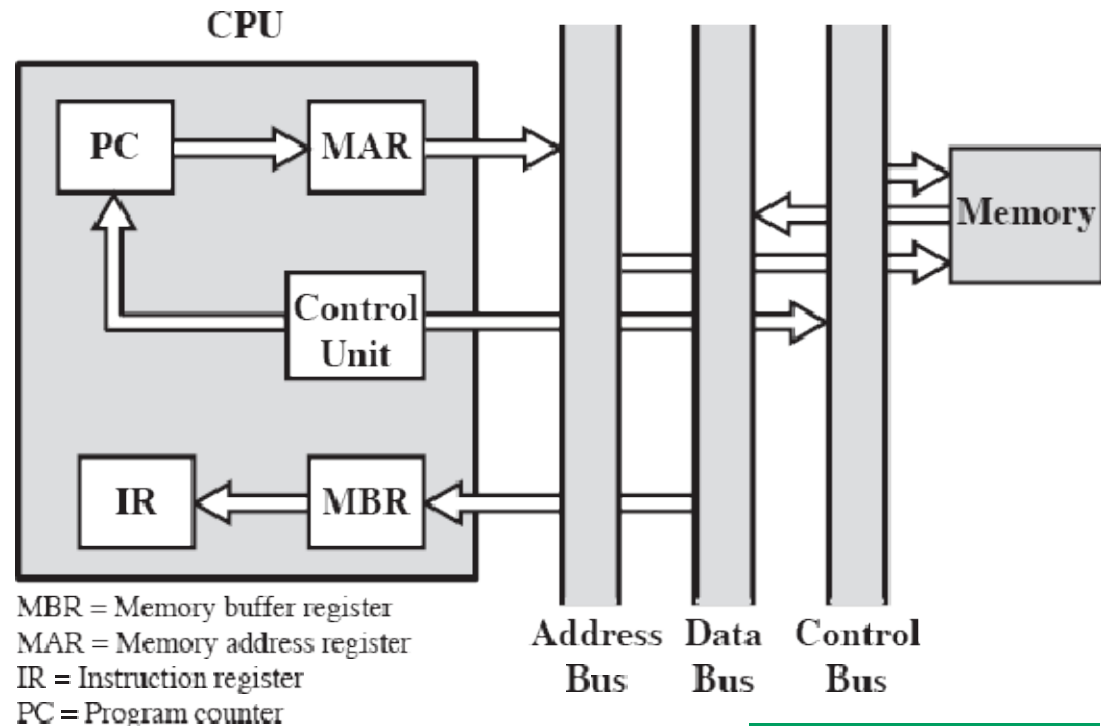 CPU
PC
MAR
Memory
Control
Unit
IR
MBR
MBR = Memory buffer register
MAR = Memory address register
IR = Instruction register
PC = Program counter
Address
Bus
Data
Bus
Control
Bus